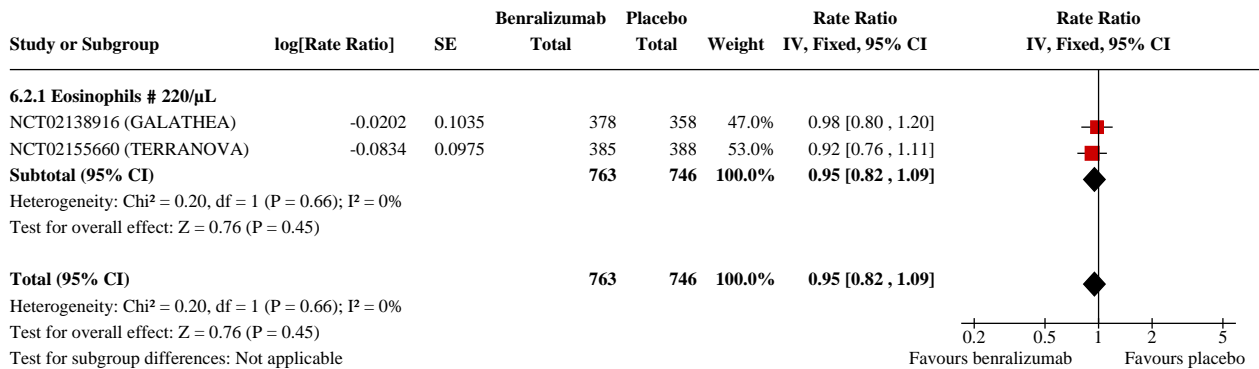 Benralizumab Placebo Rate Ratio Rate Ratio
Study or Subgroup log[Rate Ratio] SE Total Total Weight IV, Fixed, 95% CI IV, Fixed, 95% CI
6.2.1 Eosinophils # 220/µL
NCT02138916 (GALATHEA) -0.0202 0.1035 378 358 47.0% 0.98 [0.80 , 1.20]
NCT02155660 (TERRANOVA) -0.0834 0.0975 385 388 53.0% 0.92 [0.76 , 1.11]
Subtotal (95% CI) 763 746 100.0% 0.95 [0.82 , 1.09]
Heterogeneity: Chi² = 0.20, df = 1 (P = 0.66); I² = 0%
Test for overall effect: Z = 0.76 (P = 0.45)
Total (95% CI) 763 746 100.0% 0.95 [0.82 , 1.09]
Heterogeneity: Chi² = 0.20, df = 1 (P = 0.66); I² = 0%
Test for overall effect: Z = 0.76 (P = 0.45) 0.2 0.5 1 2 5
Test for subgroup differences: Not applicable Favours benralizumab Favours placebo